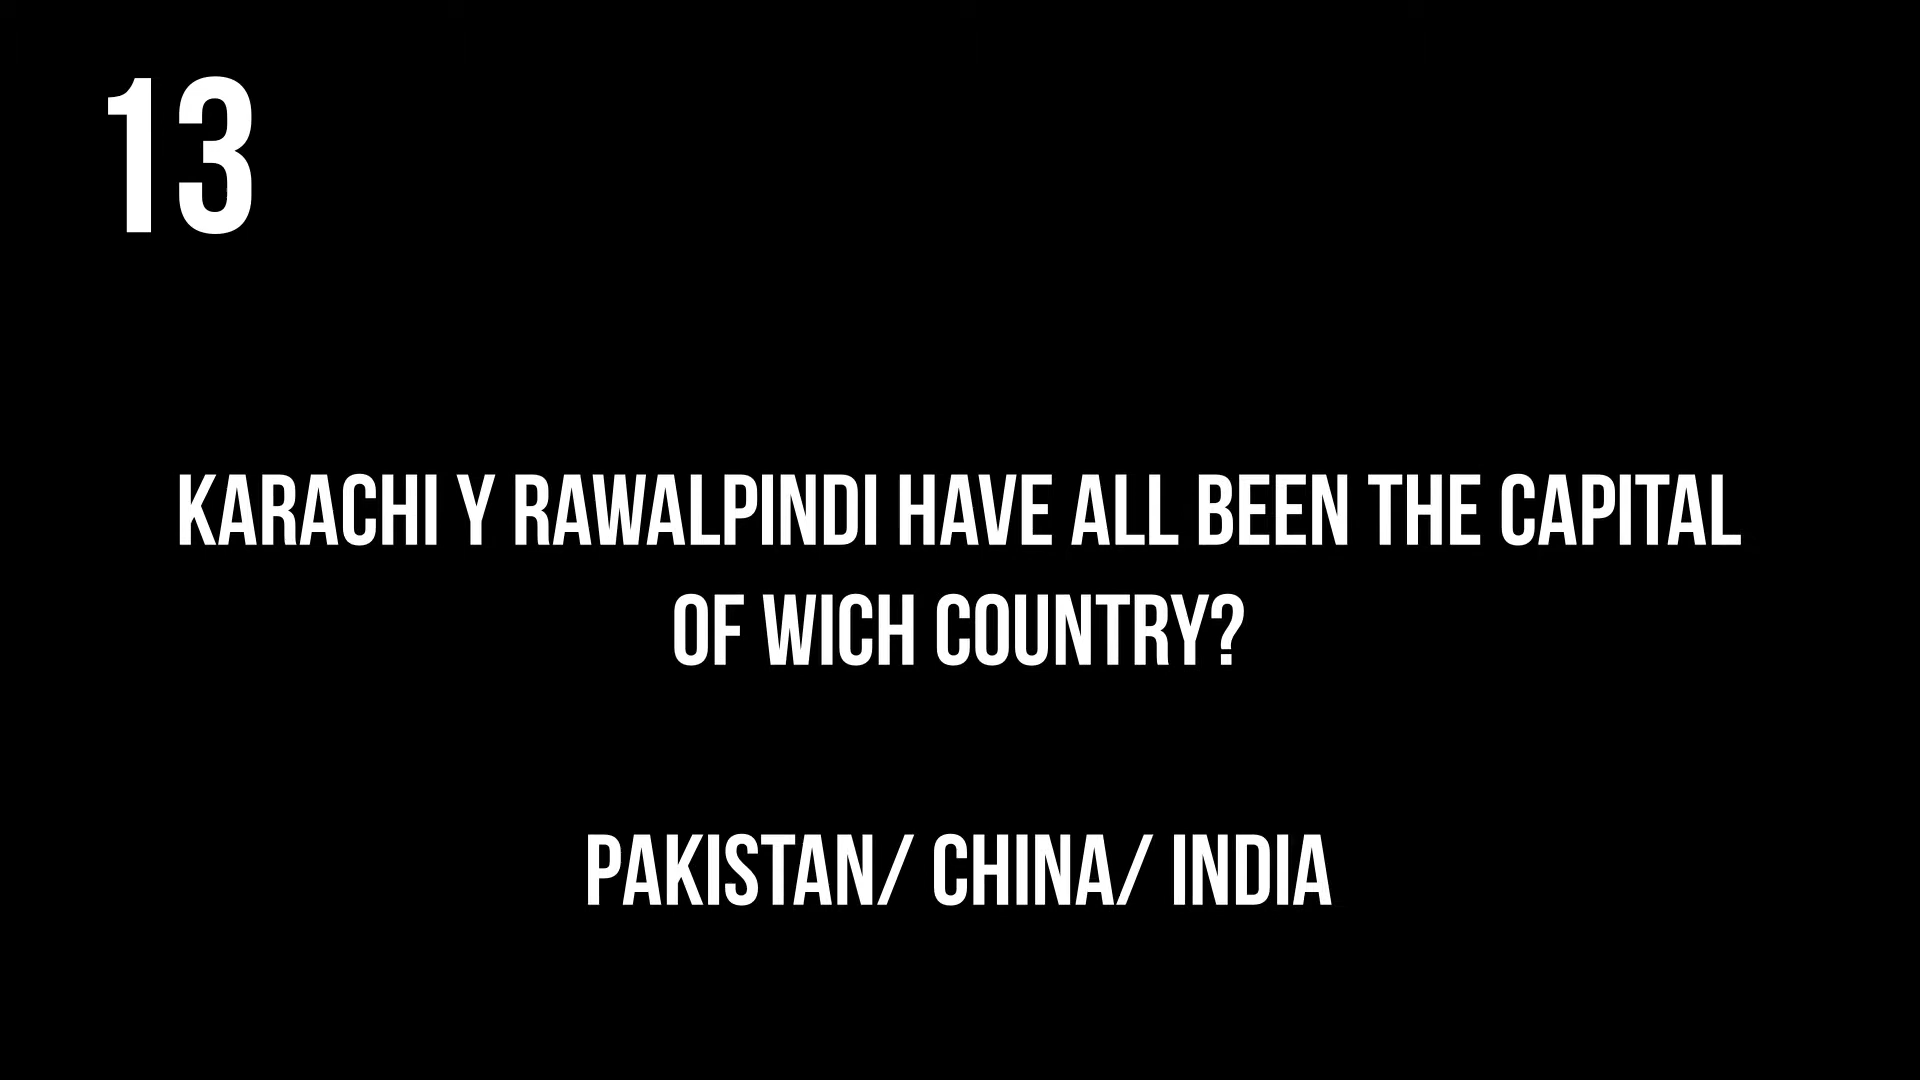 13
KARACHI Y RAWALPINDI HAVE ALL BEEN THE CAPITAL
OF WICH COUNTRY?
PAKISTAN/ CHINA/ INDIA